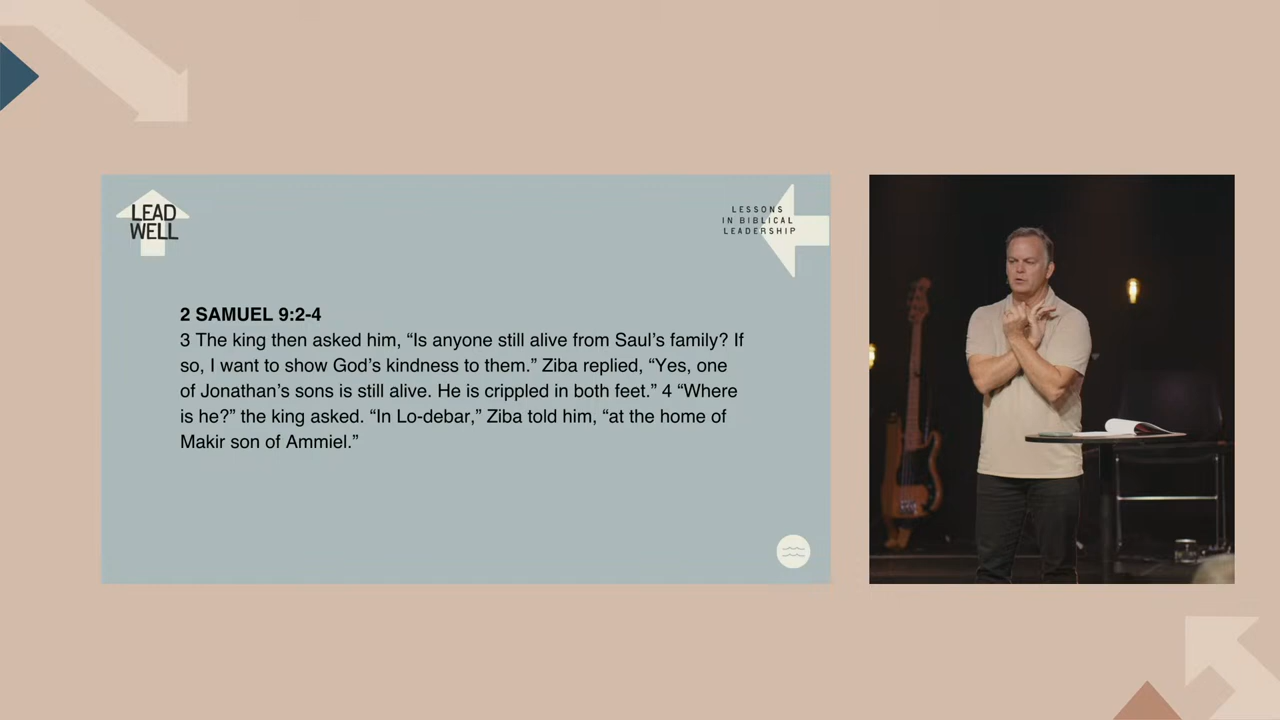 LEAD
WELL
LESSONS
IN BIBLICAL
LEADERSHIP
2 SAMUEL 9:2-4
3 The king then asked him, “Is anyone still alive from Saul’s family? If
so, I want to show God’s kindness to them.” Ziba replied, “Yes, one
of Jonathan’s sons is still alive. He is crippled in both feet.” 4 “Where
is he?” the king asked. “In Lo-debar,” Ziba told him, “at the home of
Makir son of Ammiel.”